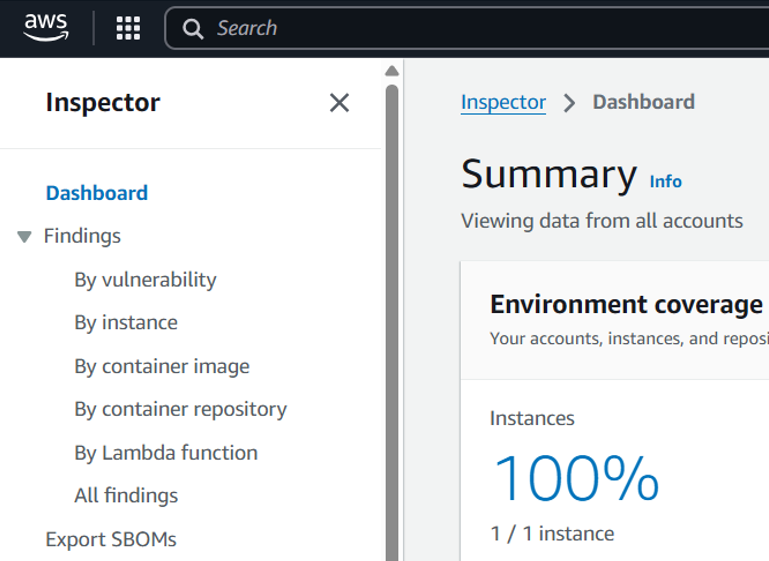 aws
Search
Inspector
Dashboard
Findings
By vulnerability
By instance
By container image
By container repository
By Lambda function
All findings
Export SBOMs
Inspector > Dashboard
Summary Info
Viewing data from all accounts
Environment coverage
Your accounts, instances, and reposi
Instances
100%
1 / 1 instance